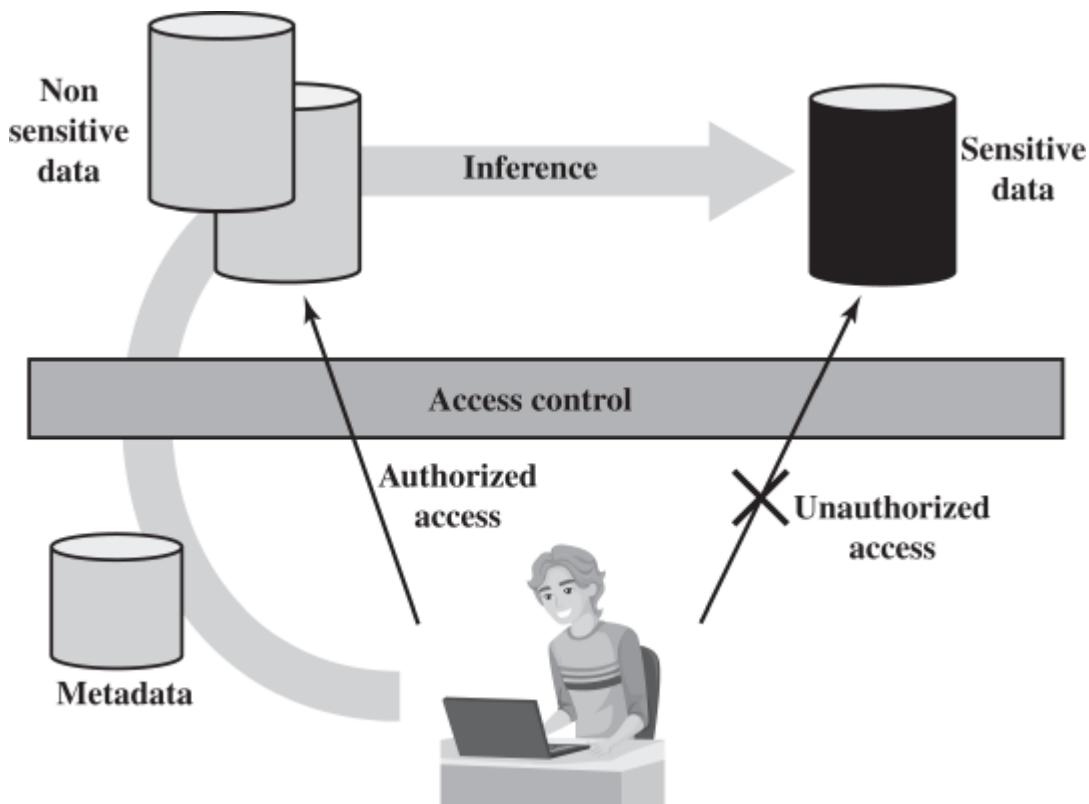 Non
sensitive
data
Inference
Sensitive
data
Access control
Authorized
access
Unauthorized
access
Metadata